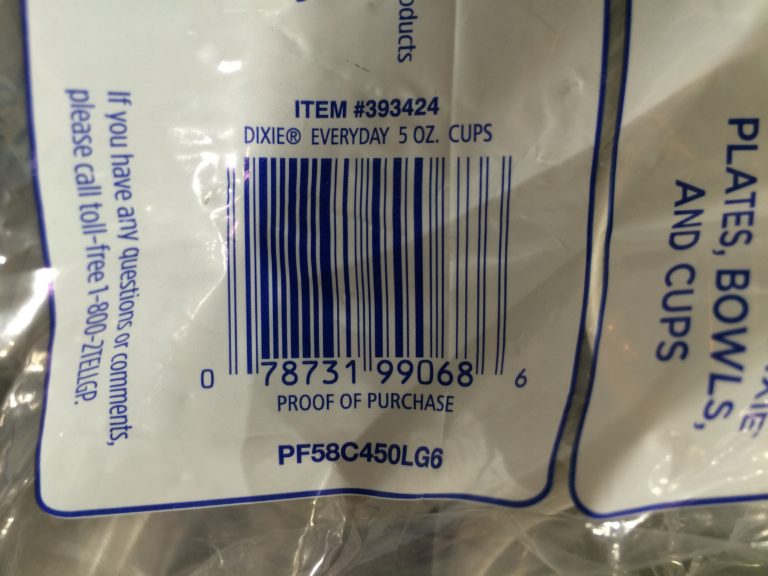 oducts
ITEM #393424
DIXIE® EVERYDAY 5 OZ. CUPS
0 78731 99068 6
PROOF OF PURCHASE
PF58C450LG6
If you have any questions or comments,
please call toll-free 1-800-2TELLGP.
XIE
PLATES, BOWLS,
AND CUPS